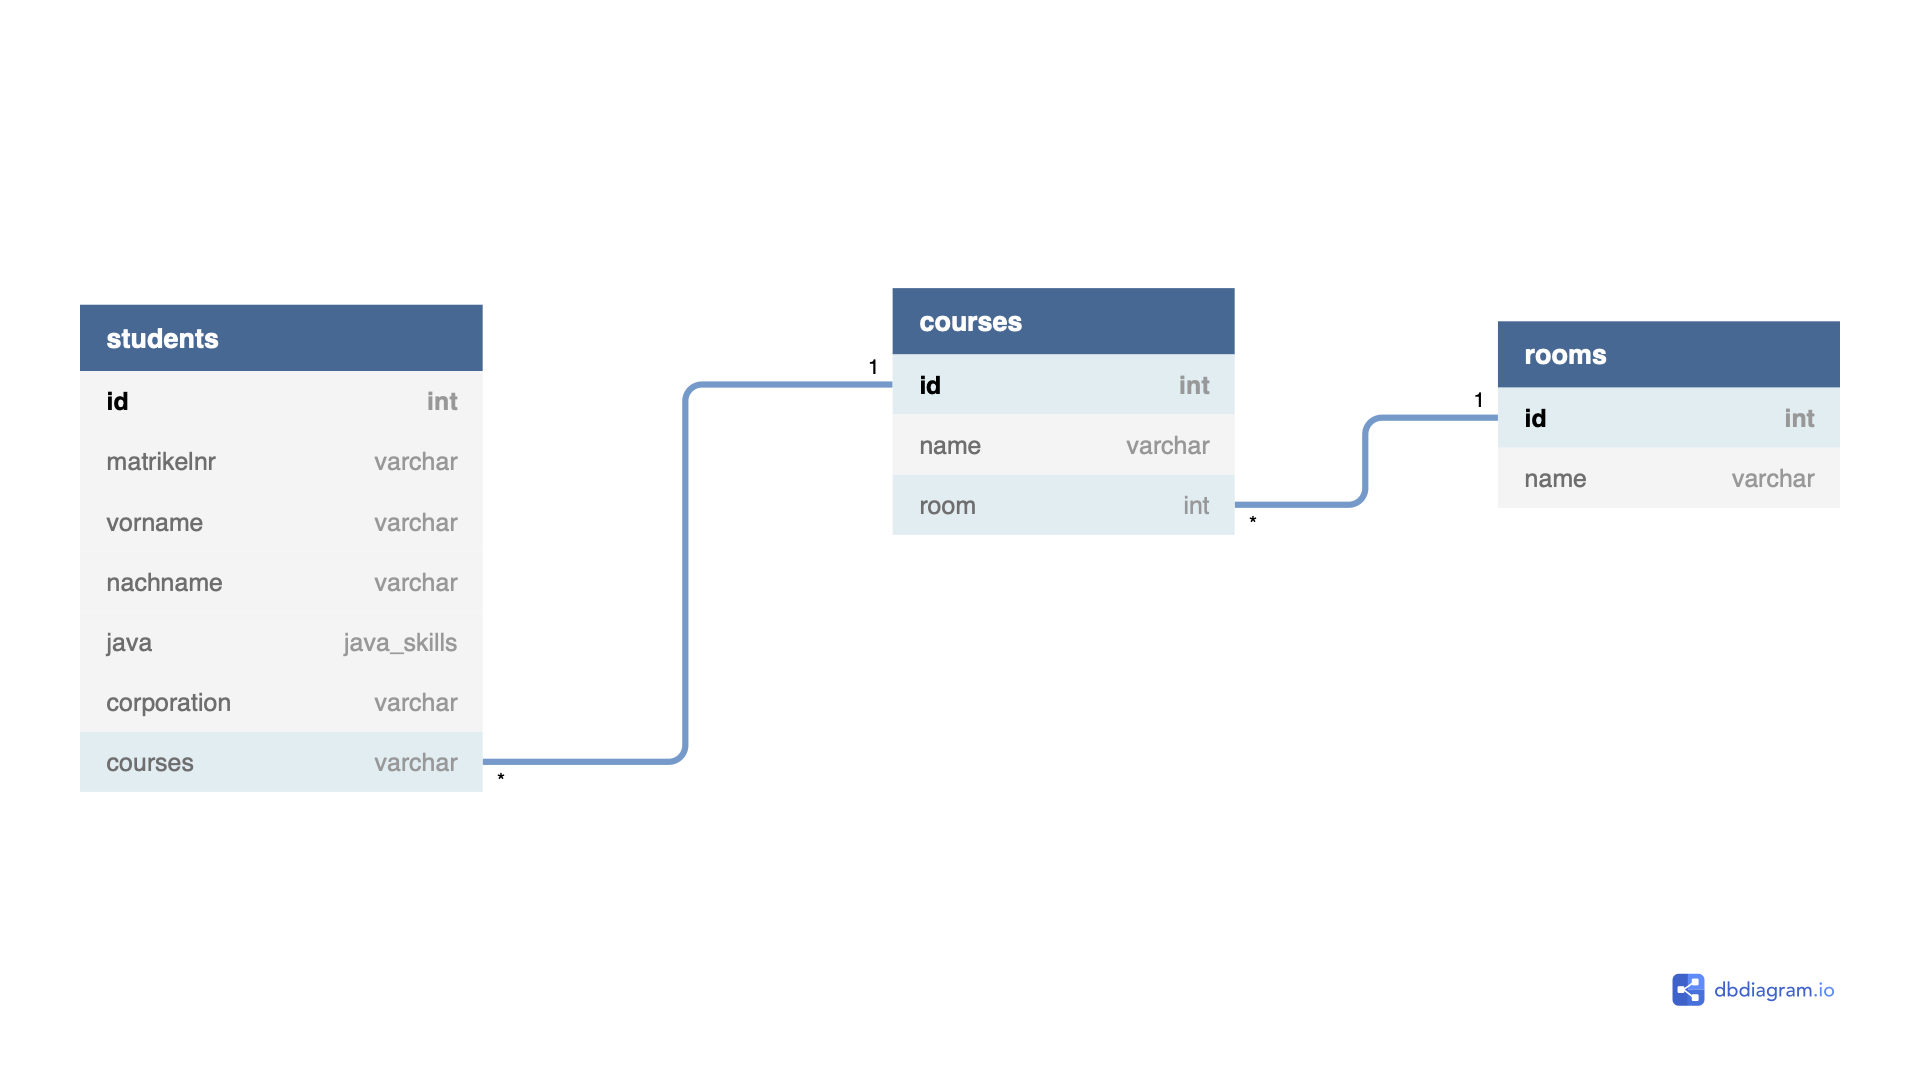 students
id int
matrikelnr varchar
vorname varchar
nachname varchar
java java_skills
corporation varchar
courses varchar
*
1
courses
id int
name varchar
room int
*
1
rooms
id int
name varchar
dbdiagram.io